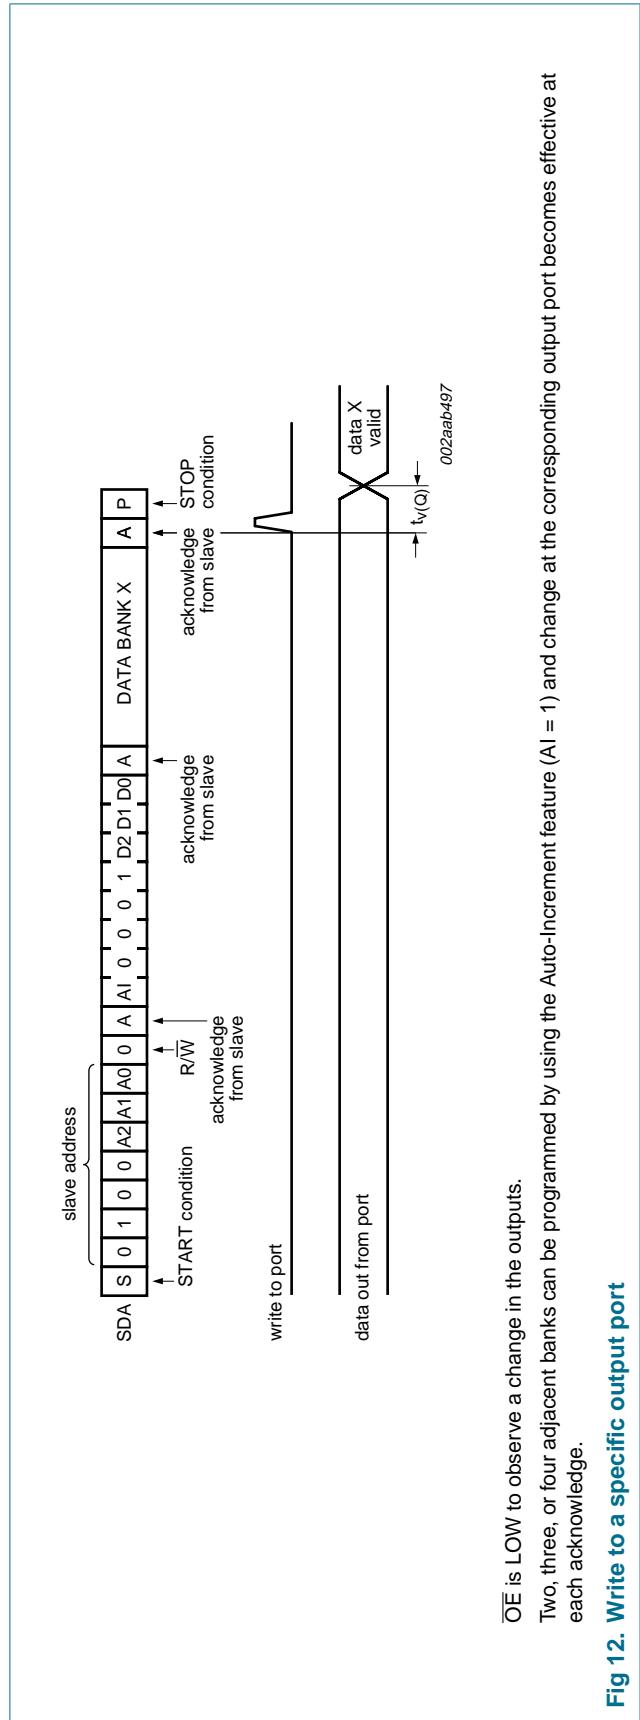 slave address
SDA S 0 1 0 0 A2 A1 A0 0 A AI 0 0 0 1 D2 D1 D0 A DATA BANK X A P
START condition
R/W̅
acknowledge
from slave
acknowledge
from slave
acknowledge
from slave
STOP
condition
write to port
data out from port
data X
valid
tv(Q)
002aab497
O̅E̅ is LOW to observe a change in the outputs.
Two, three, or four adjacent banks can be programmed by using the Auto-Increment feature (AI = 1) and change at the corresponding output port becomes effective at
each acknowledge.
Fig 12. Write to a specific output port